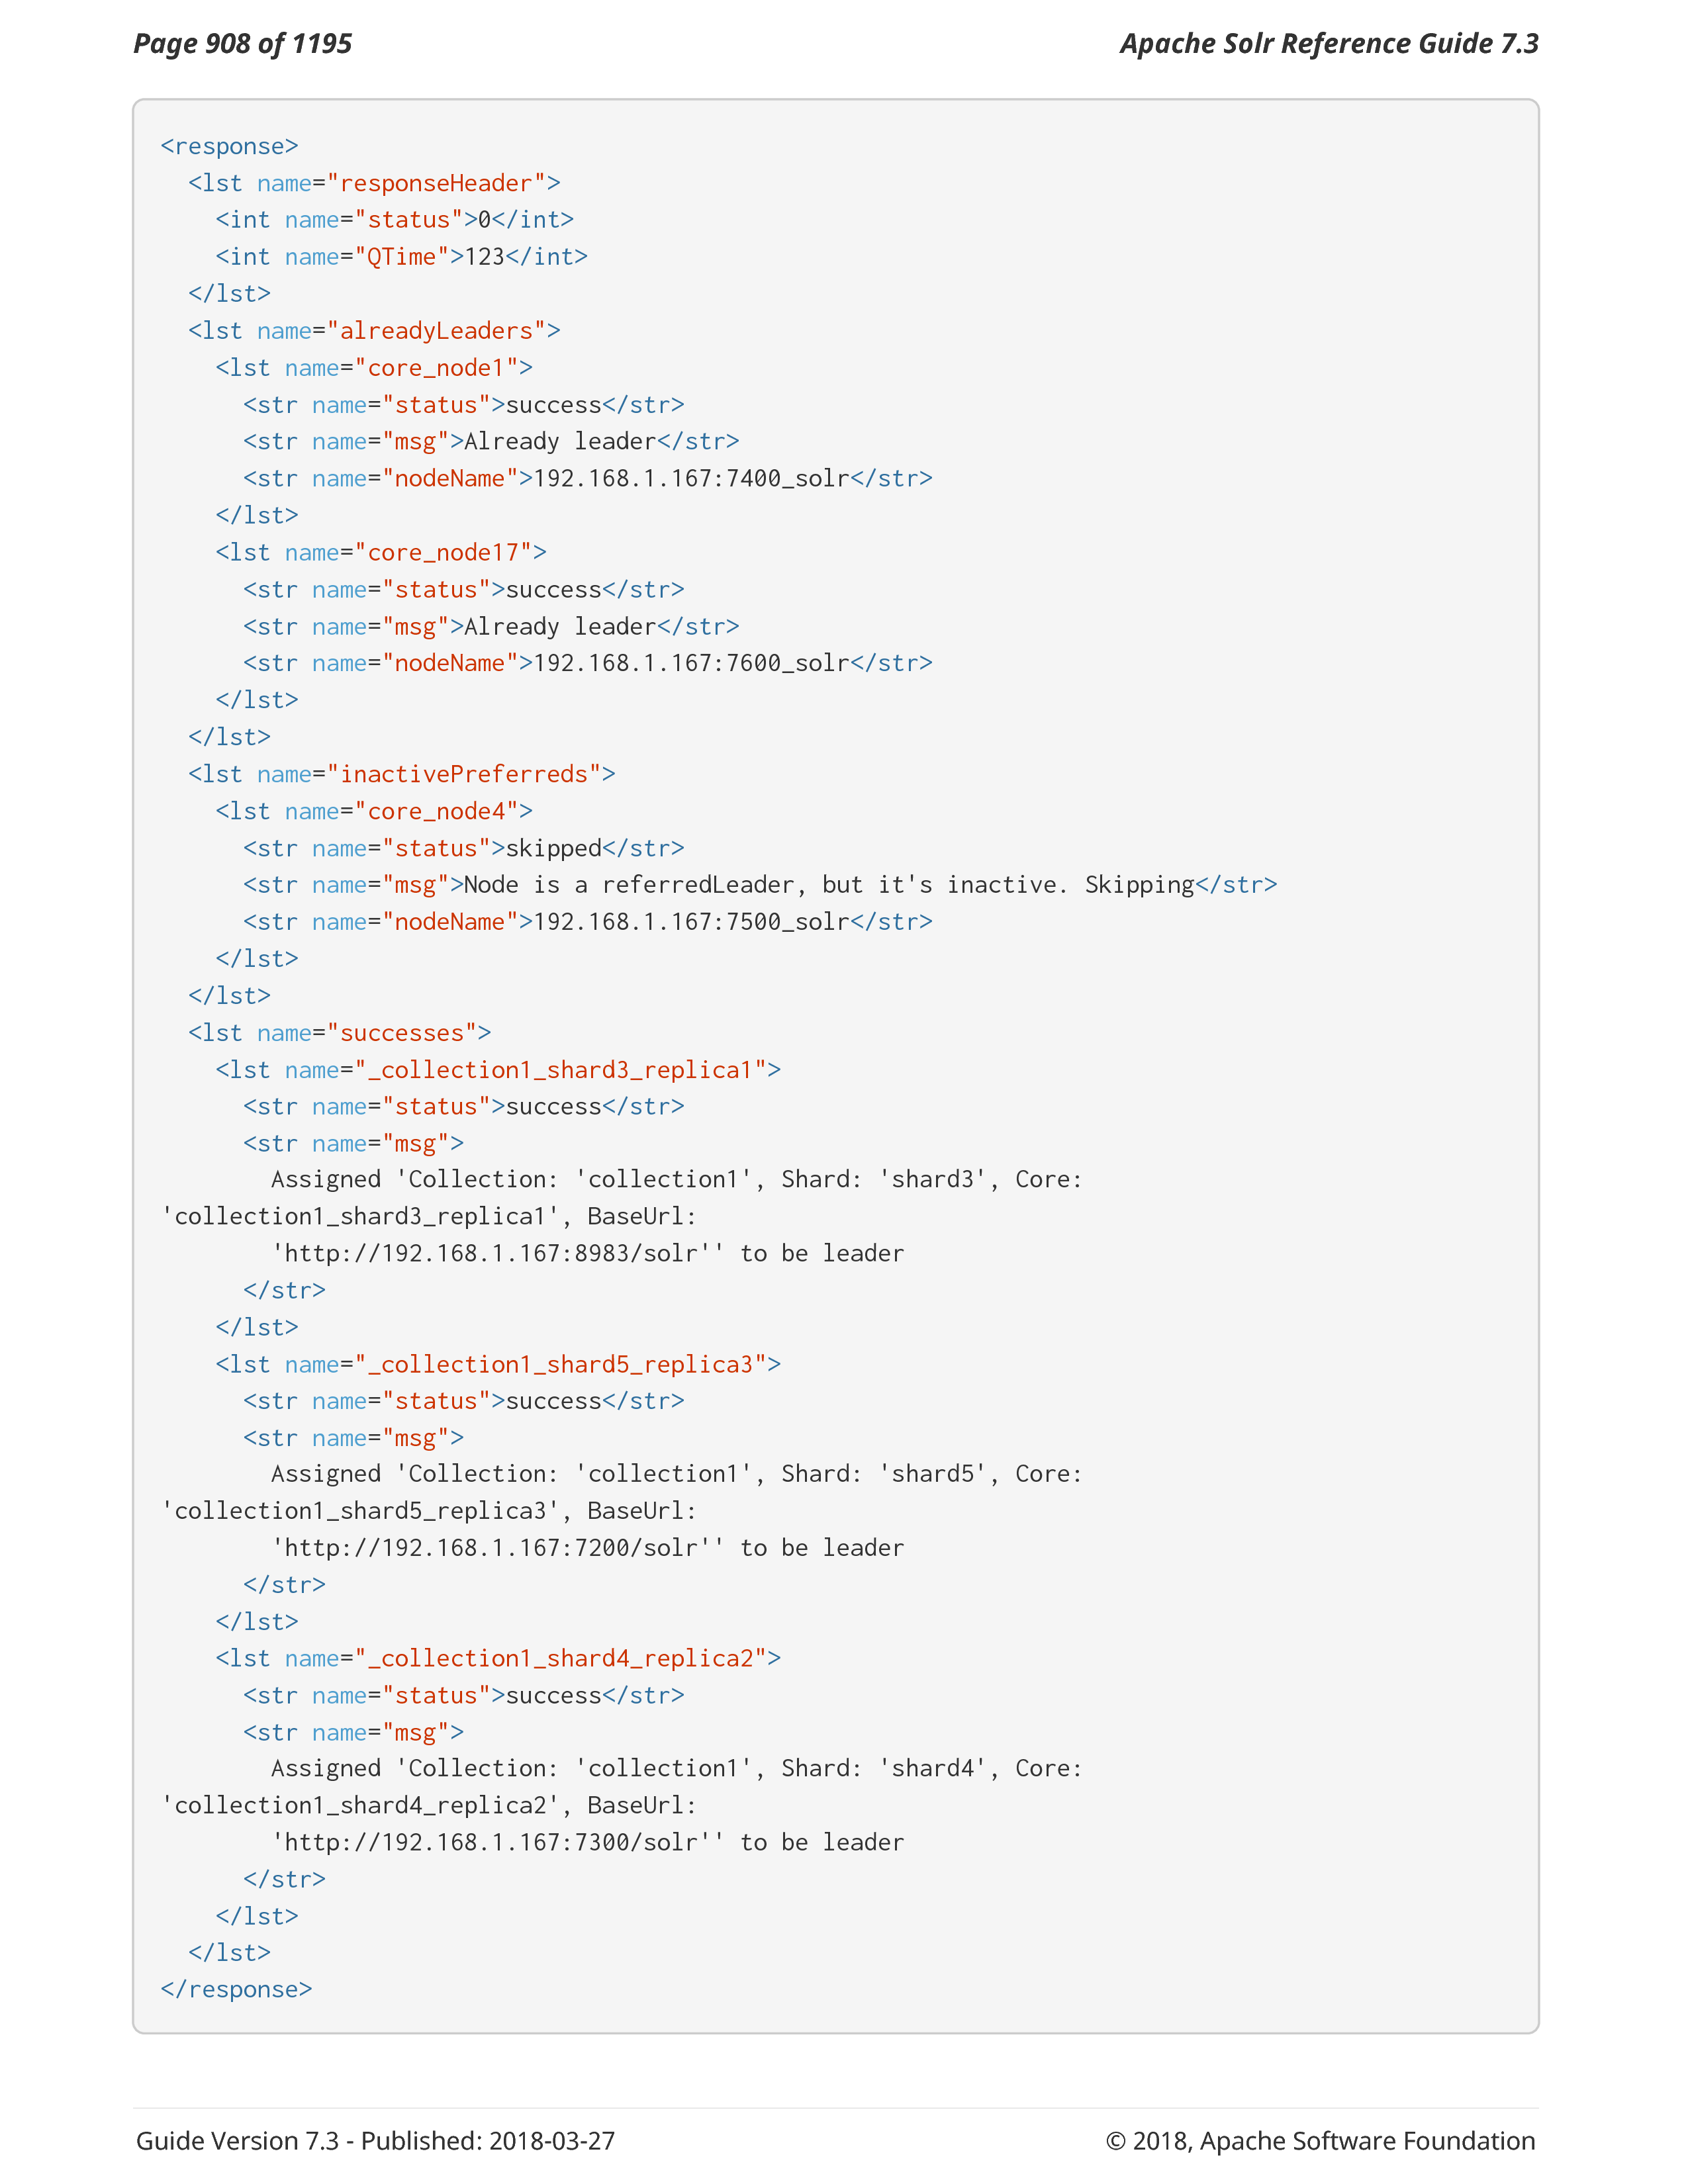 Page 908 of 1195
Apache Solr Reference Guide 7.3
<response>
  <lst name="responseHeader">
    <int name="status">0</int>
    <int name="QTime">123</int>
  </lst>
  <lst name="alreadyLeaders">
    <lst name="core_node1">
      <str name="status">success</str>
      <str name="msg">Already leader</str>
      <str name="nodeName">192.168.1.167:7400_solr</str>
    </lst>
    <lst name="core_node17">
      <str name="status">success</str>
      <str name="msg">Already leader</str>
      <str name="nodeName">192.168.1.167:7600_solr</str>
    </lst>
  </lst>
  <lst name="inactivePreferreds">
    <lst name="core_node4">
      <str name="status">skipped</str>
      <str name="msg">Node is a referredLeader, but it's inactive. Skipping</str>
      <str name="nodeName">192.168.1.167:7500_solr</str>
    </lst>
  </lst>
  <lst name="successes">
    <lst name="_collection1_shard3_replica1">
      <str name="status">success</str>
      <str name="msg">
        Assigned 'Collection: 'collection1', Shard: 'shard3', Core:
'collection1_shard3_replica1', BaseUrl:
        'http://192.168.1.167:8983/solr'' to be leader
      </str>
    </lst>
    <lst name="_collection1_shard5_replica3">
      <str name="status">success</str>
      <str name="msg">
        Assigned 'Collection: 'collection1', Shard: 'shard5', Core:
'collection1_shard5_replica3', BaseUrl:
        'http://192.168.1.167:7200/solr'' to be leader
      </str>
    </lst>
    <lst name="_collection1_shard4_replica2">
      <str name="status">success</str>
      <str name="msg">
        Assigned 'Collection: 'collection1', Shard: 'shard4', Core:
'collection1_shard4_replica2', BaseUrl:
        'http://192.168.1.167:7300/solr'' to be leader
      </str>
    </lst>
  </lst>
</response>
Guide Version 7.3 - Published: 2018-03-27
© 2018, Apache Software Foundation